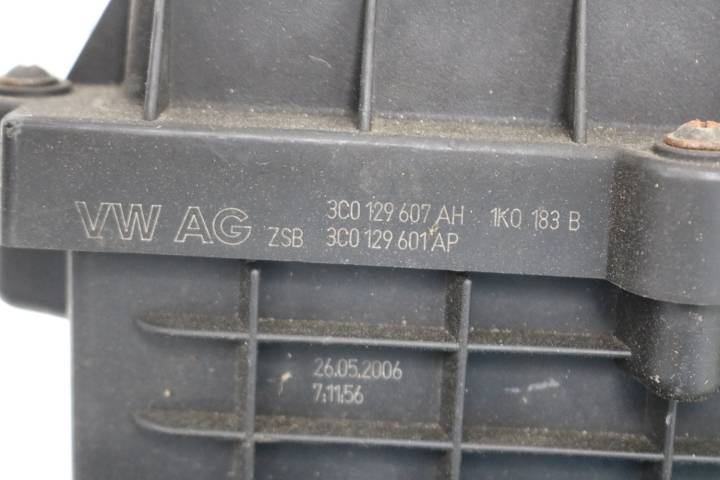 VW AG
3C0 129 607 AH 1K0 183 B
ZSB 3C0 129 601 AP
26.05.2006
7:11:56